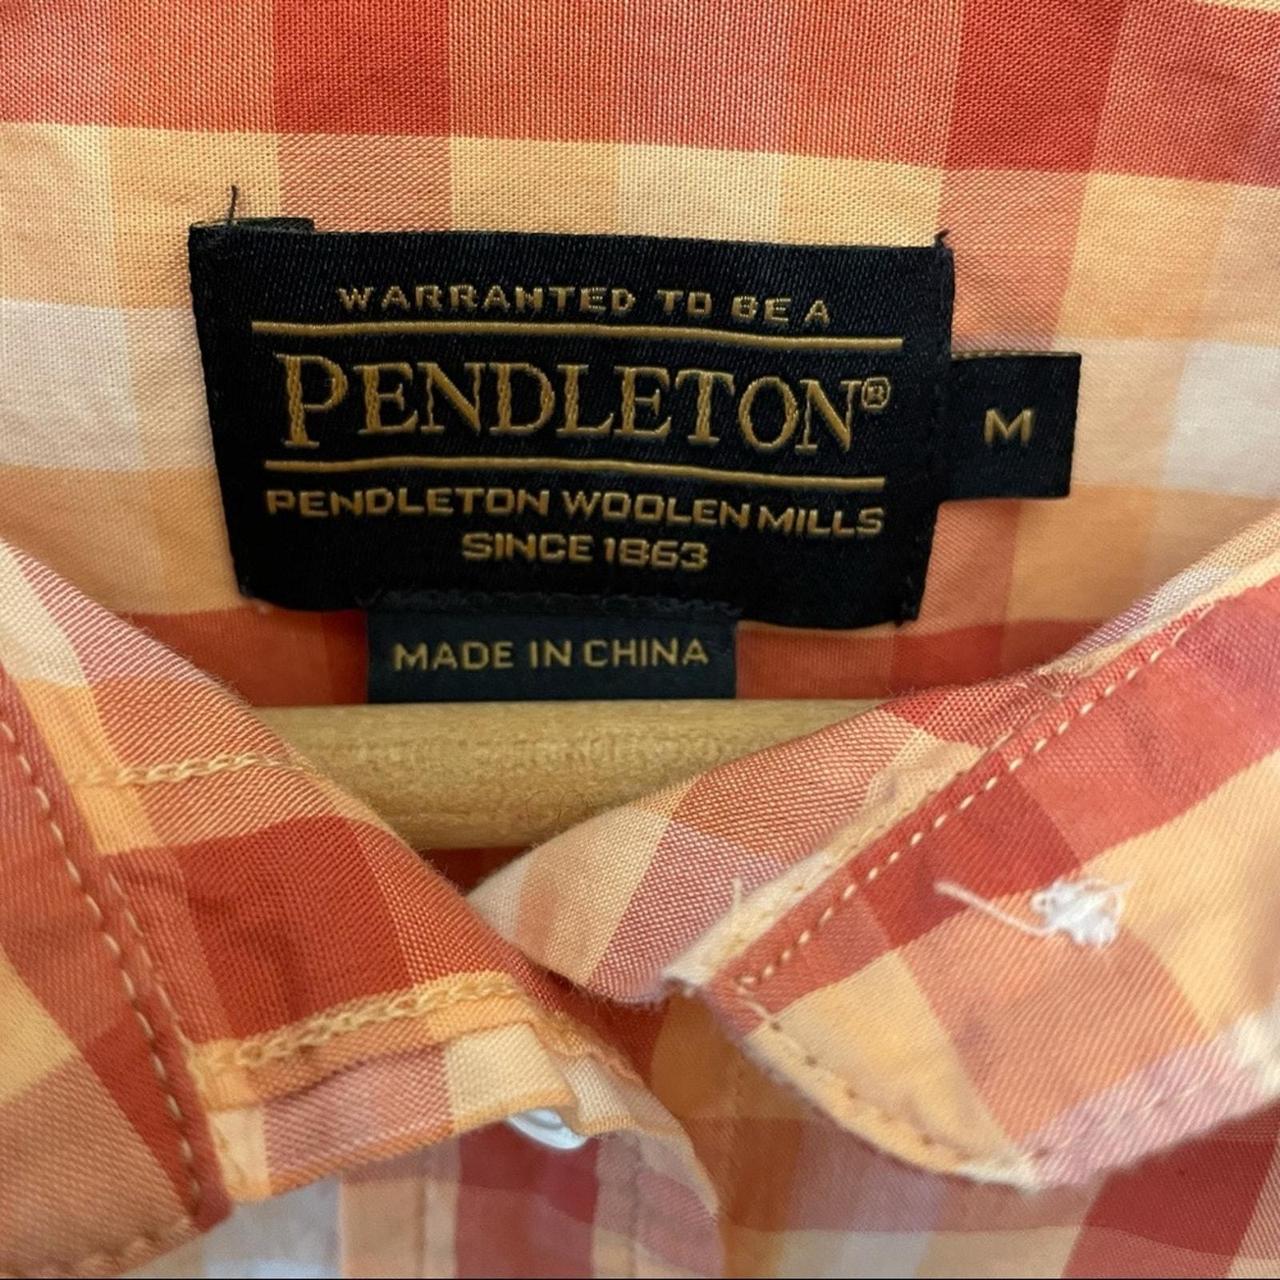 WARRANTED TO BE A
PENDLETON®
M
PENDLETON WOOLEN MILLS
SINCE 1863
MADE IN CHINA